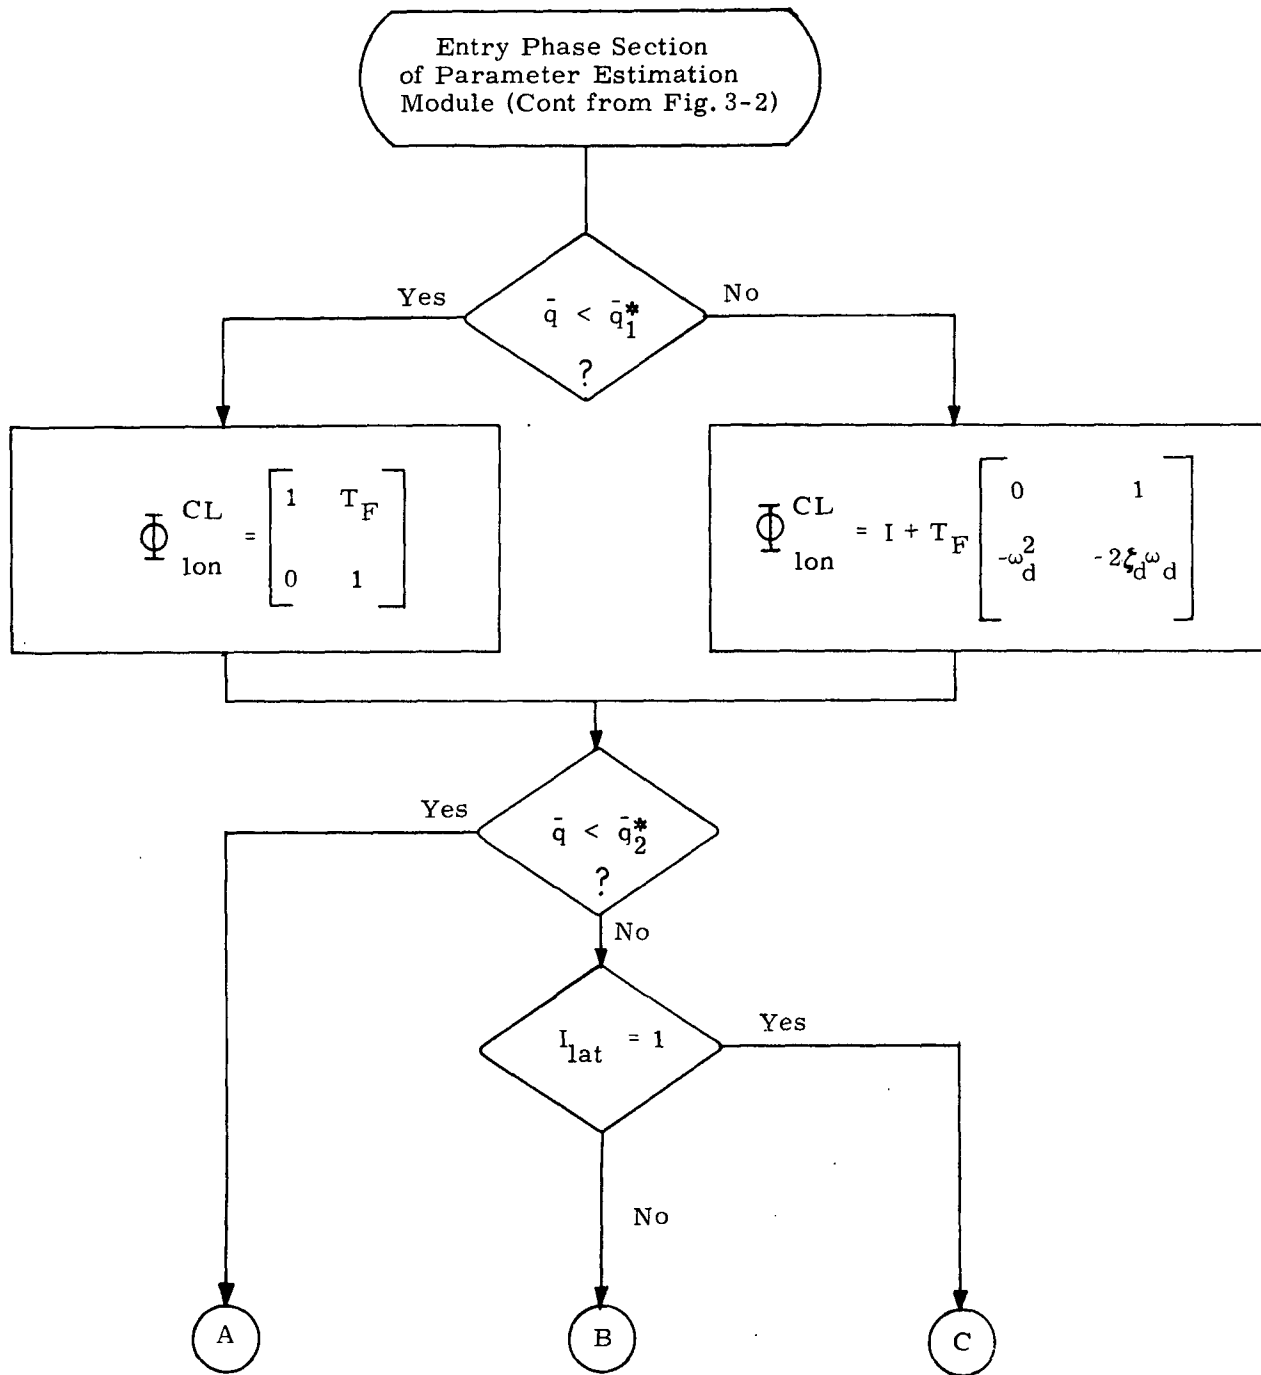 Entry Phase Section
of Parameter Estimation
Module (Cont from Fig. 3-2)
Yes
No
q̄ < q̄₁*
?
Φ^CL_lon = [1 T_F
0 1]
Φ^CL_lon = I + T_F [0 1
-ω_d² -2ζ_dω_d]
Yes
q̄ < q̄₂*
?
No
I_lat = 1
Yes
No
A
B
C